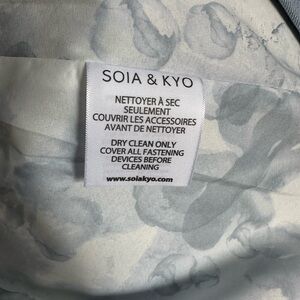 SOIA & KYO
NETTOYER À SEC
SEULEMENT
COUVRIR LES ACCESSOIRES
AVANT DE NETTOYER
DRY CLEAN ONLY
COVER ALL FASTENING
DEVICES BEFORE
CLEANING
www.soiakyo.com